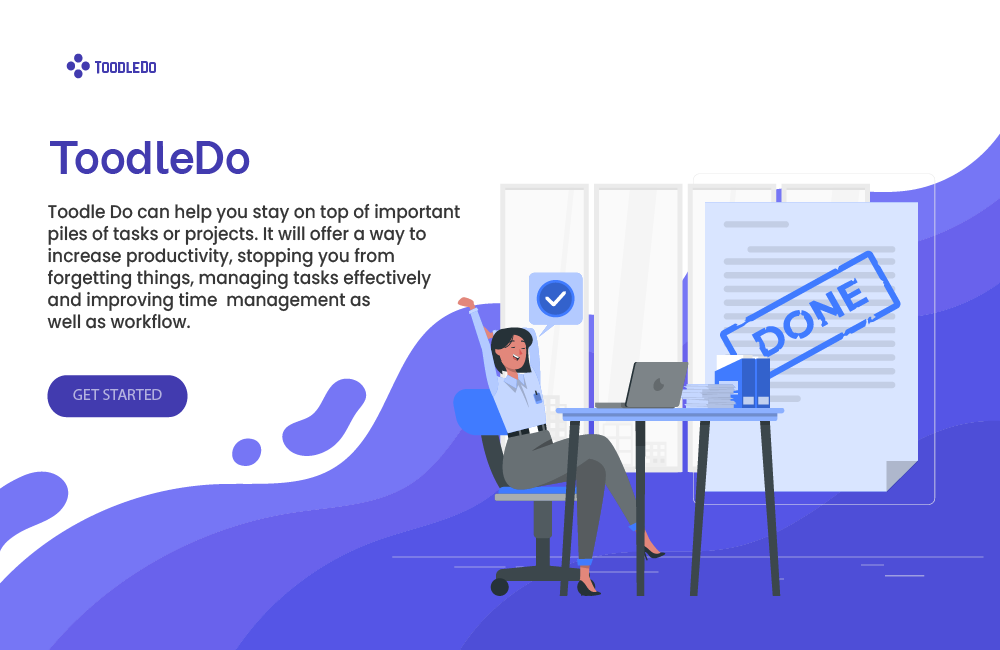 TOODLEDO
ToodleDo
Toodle Do can help you stay on top of important
piles of tasks or projects. It will offer a way to
increase productivity, stopping you from
forgetting things, managing tasks effectively
and improving time  management as
well as workflow.
GET STARTED
DONE